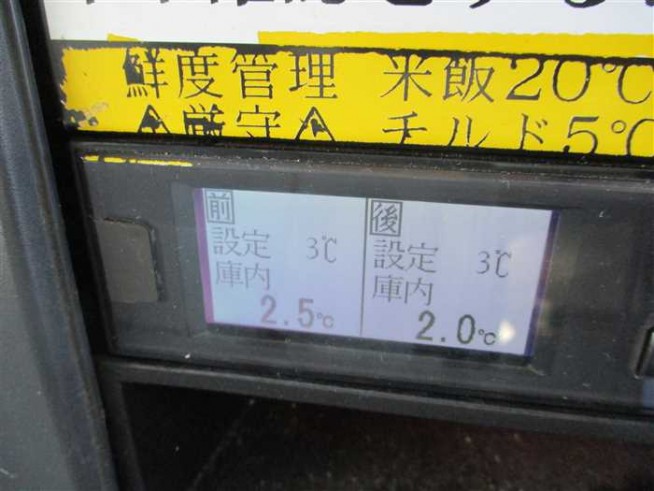 鮮度管理 米飯20℃
⚠厳守⚠ チルド5℃
前 後
設定 3℃ 設定 3℃
庫内 庫内
2.5℃ 2.0℃